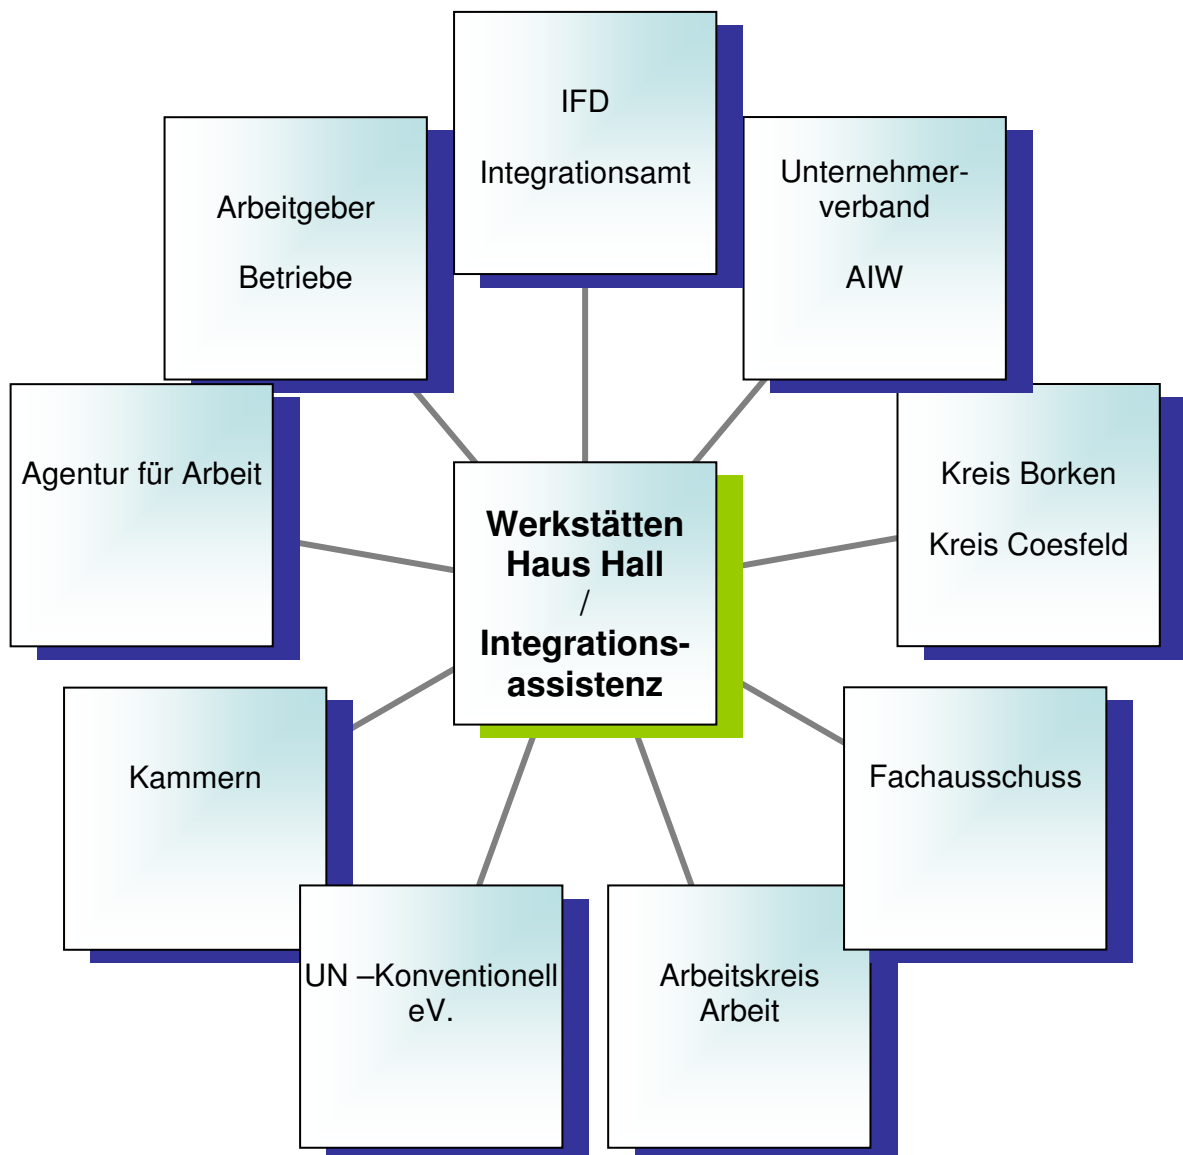 IFD
Integrationsamt
Unternehmer-
verband
AIW
Arbeitgeber
Betriebe
Agentur für Arbeit
Kreis Borken
Kreis Coesfeld
Werkstätten
Haus Hall
/
Integrations-
assistenz
Kammern
Fachausschuss
UN –Konventionell
eV.
Arbeitskreis
Arbeit